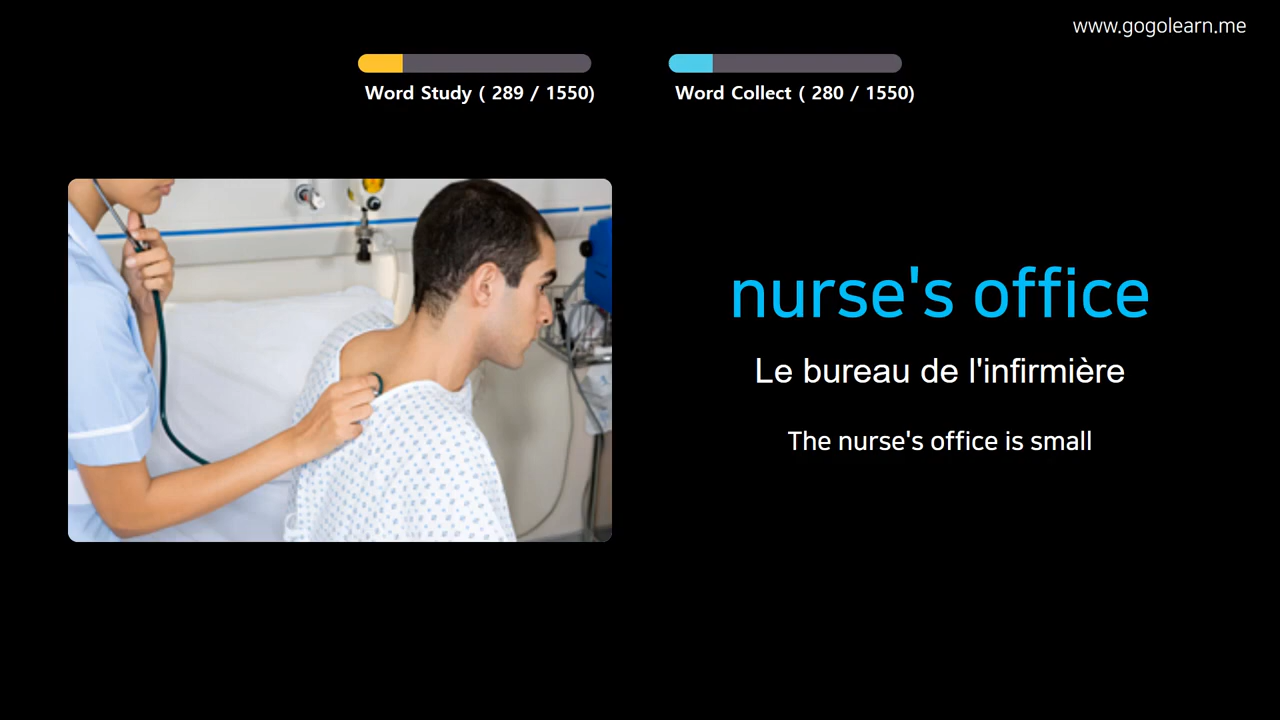 www.gogolearn.me
Word Study ( 289 / 1550)
Word Collect ( 280 / 1550)
nurse's office
Le bureau de l'infirmière
The nurse's office is small